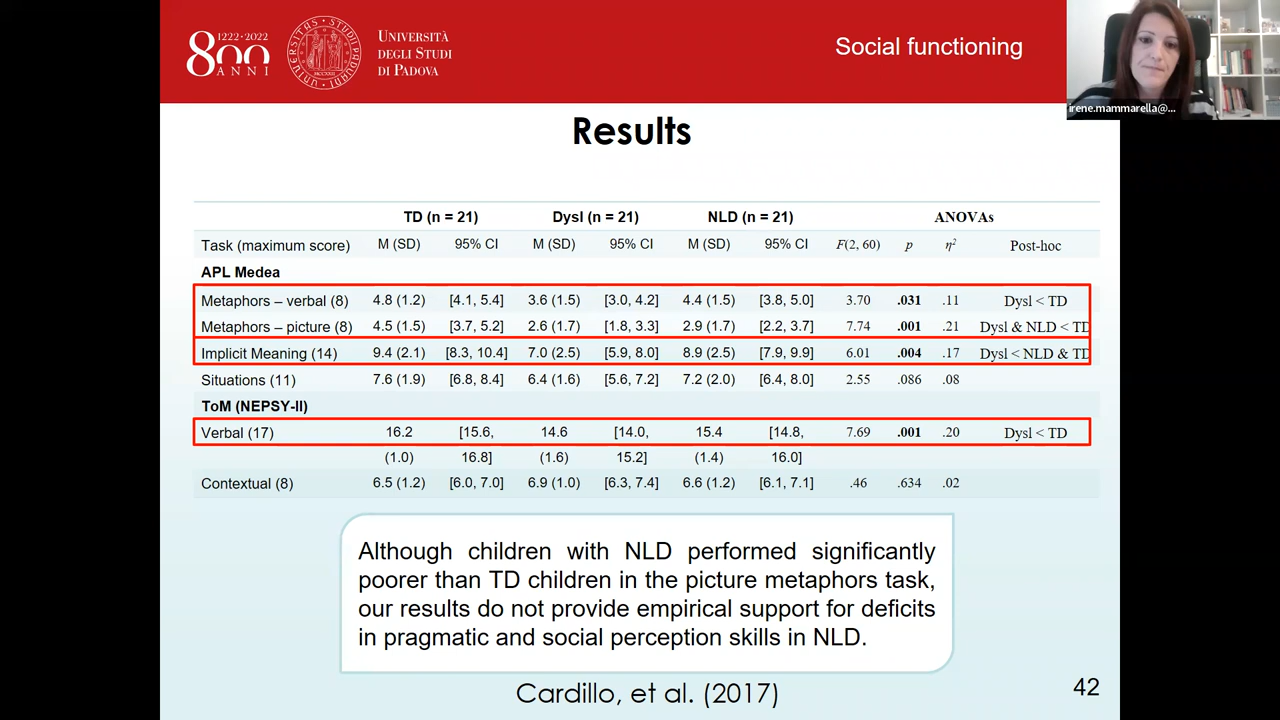 1222·2022
800
ANNI
UNIVERSITÀ
DEGLI STUDI
DI PADOVA
Social functioning
irene.mammarella@...
Results
TD (n = 21) Dysl (n = 21) NLD (n = 21) ANOVAs
Task (maximum score) M (SD) 95% CI M (SD) 95% CI M (SD) 95% CI F(2, 60) p η² Post-hoc
APL Medea
Metaphors – verbal (8) 4.8 (1.2) [4.1, 5.4] 3.6 (1.5) [3.0, 4.2] 4.4 (1.5) [3.8, 5.0] 3.70 .031 .11 Dysl < TD
Metaphors – picture (8) 4.5 (1.5) [3.7, 5.2] 2.6 (1.7) [1.8, 3.3] 2.9 (1.7) [2.2, 3.7] 7.74 .001 .21 Dysl & NLD < TD
Implicit Meaning (14) 9.4 (2.1) [8.3, 10.4] 7.0 (2.5) [5.9, 8.0] 8.9 (2.5) [7.9, 9.9] 6.01 .004 .17 Dysl < NLD & TD
Situations (11) 7.6 (1.9) [6.8, 8.4] 6.4 (1.6) [5.6, 7.2] 7.2 (2.0) [6.4, 8.0] 2.55 .086 .08
ToM (NEPSY-II)
Verbal (17) 16.2 [15.6, 14.6 [14.0, 15.4 [14.8, 7.69 .001 .20 Dysl < TD
(1.0) 16.8] (1.6) 15.2] (1.4) 16.0]
Contextual (8) 6.5 (1.2) [6.0, 7.0] 6.9 (1.0) [6.3, 7.4] 6.6 (1.2) [6.1, 7.1] .46 .634 .02
Although children with NLD performed significantly
poorer than TD children in the picture metaphors task,
our results do not provide empirical support for deficits
in pragmatic and social perception skills in NLD.
Cardillo, et al. (2017)
42